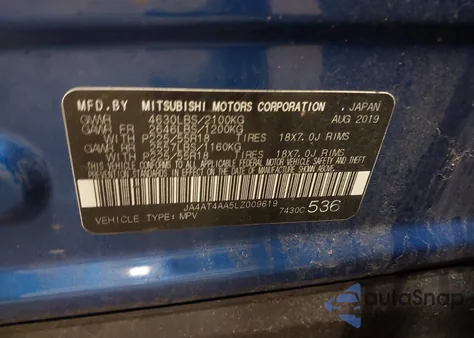 MFD.BY MITSUBISHI MOTORS CORPORATION , JAPAN
GVWR 4630LBS/2100KG AUG 2019
GAWR FR 2646LBS/1200KG
WITH P225/55R18 TIRES 18X7.0J RIMS
GAWR RR 2557LBS/1160KG
WITH P225/55R18 TIRES 18X7.0J RIMS
THIS VEHICLE CONFORMS TO ALL APPLICABLE FEDERAL MOTOR VEHICLE SAFETY, BUMPER AND THEFT PREVENTION STANDARDS IN EFFECT ON THE DATE OF MANUFACTURE SHOWN ABOVE.
JA4AT4AA5LZ009619
VEHICLE TYPE: MPV 7430C 536
autaSnap